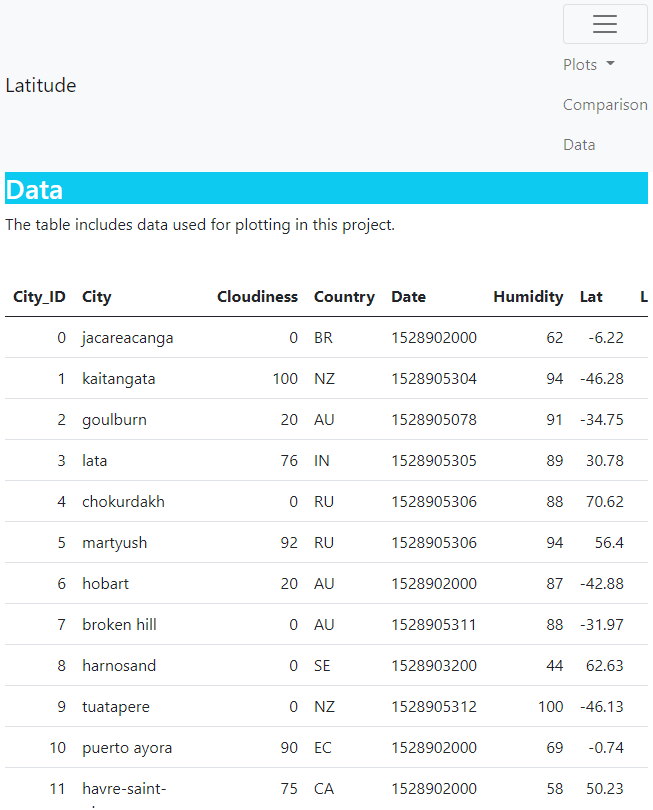 Plots
Latitude
Comparison
Data
Data
The table includes data used for plotting in this project.
City_ID City Cloudiness Country Date Humidity Lat L
0 jacareacanga 0 BR 1528902000 62 -6.22
1 kaitangata 100 NZ 1528905304 94 -46.28
2 goulburn 20 AU 1528905078 91 -34.75
3 lata 76 IN 1528905305 89 30.78
4 chokurdakh 0 RU 1528905306 88 70.62
5 martyush 92 RU 1528905306 94 56.4
6 hobart 20 AU 1528902000 87 -42.88
7 broken hill 0 AU 1528905311 88 -31.97
8 harnosand 0 SE 1528903200 44 62.63
9 tuatapere 0 NZ 1528905312 100 -46.13
10 puerto ayora 90 EC 1528902000 69 -0.74
11 havre-saint- 75 CA 1528902000 58 50.23